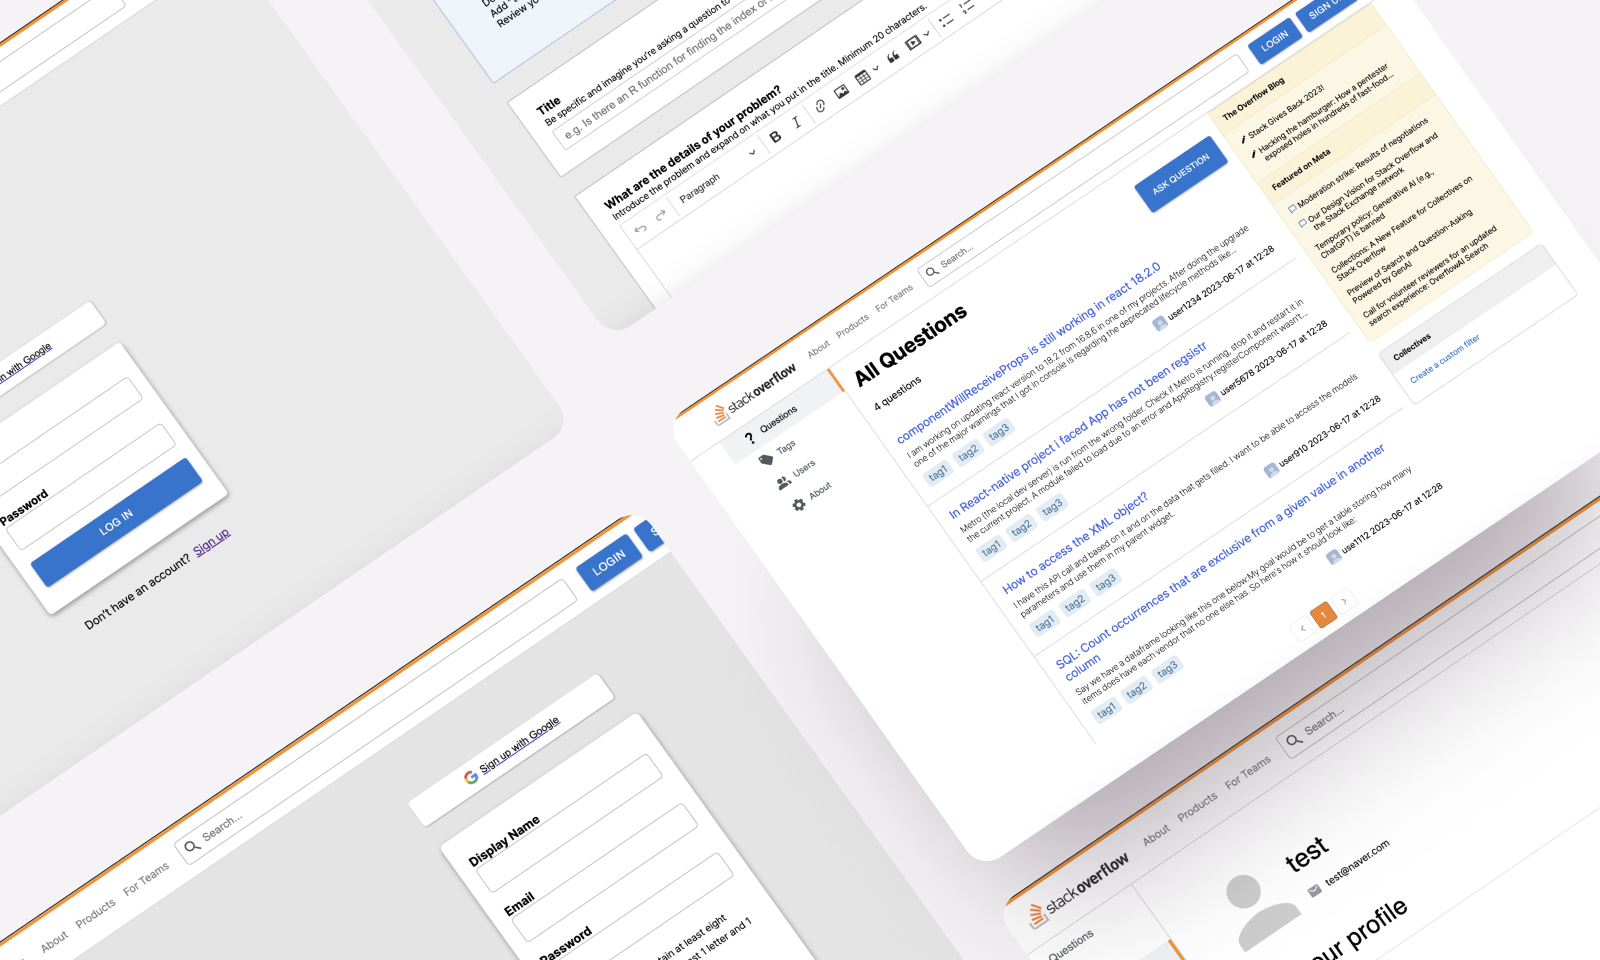 Review
Title
Be specific and imagine you're asking a question to
e.g. Is there an R function for finding the index of
What are the details of your problem?
Introduce the problem and expand on what you put in the title. Minimum 20 characters.
Paragraph
B I
with Google
Password
LOG IN
Don't have an account? Sign up
LOGIN
Search...
About Products For Teams
Sign up with Google
Display Name
Email
Password
at least eight
1 letter and 1
LOGIN SIGN
stackoverflow About Products For Teams Search...
Questions
Tags
Users
About
All Questions
ASK QUESTION
4 questions
componentWillReceiveProps is still working in react 18.2.0
I am working on updating react version to 18.2 from 16.8.6 in one of my projects. After doing the upgrade
one of the major warnings that I got in console is regarding the deprecated lifecycle methods like...
tag1 tag2 tag3
user1234 2023-06-17 at 12:28
In React-native project i faced App has not been regsistr
Metro (the local dev server) is run from the wrong folder. Check if Metro is running, stop it and restart it in
the current project. A module failed to load due to an error and AppRegistry.registerComponent wasn't...
tag1 tag2 tag3
user5678 2023-06-17 at 12:28
How to access the XML object?
I have this API call and based on it and on the data that gets filled. I want to be able to access the models
parameters and use them in my parent widget.
tag1 tag2 tag3
user910 2023-06-17 at 12:28
SQL: Count occurrences that are exclusive from a given value in another
column
Say we have a dataframe looking like this one below:My goal would be to get a table storing how many
items does have each vendor that no one else has. So here's how it should look like:
tag1 tag2 tag3
use1112 2023-06-17 at 12:28
< 1 >
The Overflow Blog
Stack Gives Back 2023!
Hacking the hamburger: How a pentester
exposed holes in hundreds of fast-food...
Featured on Meta
Moderation strike: Results of negotiations
Our Design Vision for Stack Overflow and
the Stack Exchange network
Temporary policy: Generative AI (e.g.,
ChatGPT) is banned
Collections: A New Feature for Collectives on
Stack Overflow
Preview of Search and Question-Asking
Powered by GenAI
Call for volunteer reviewers for an updated
search experience: OverflowAI Search
Collectives
Create a custom filter
stackoverflow About Products For Teams Search...
Questions
test
test@naver.com
our profile